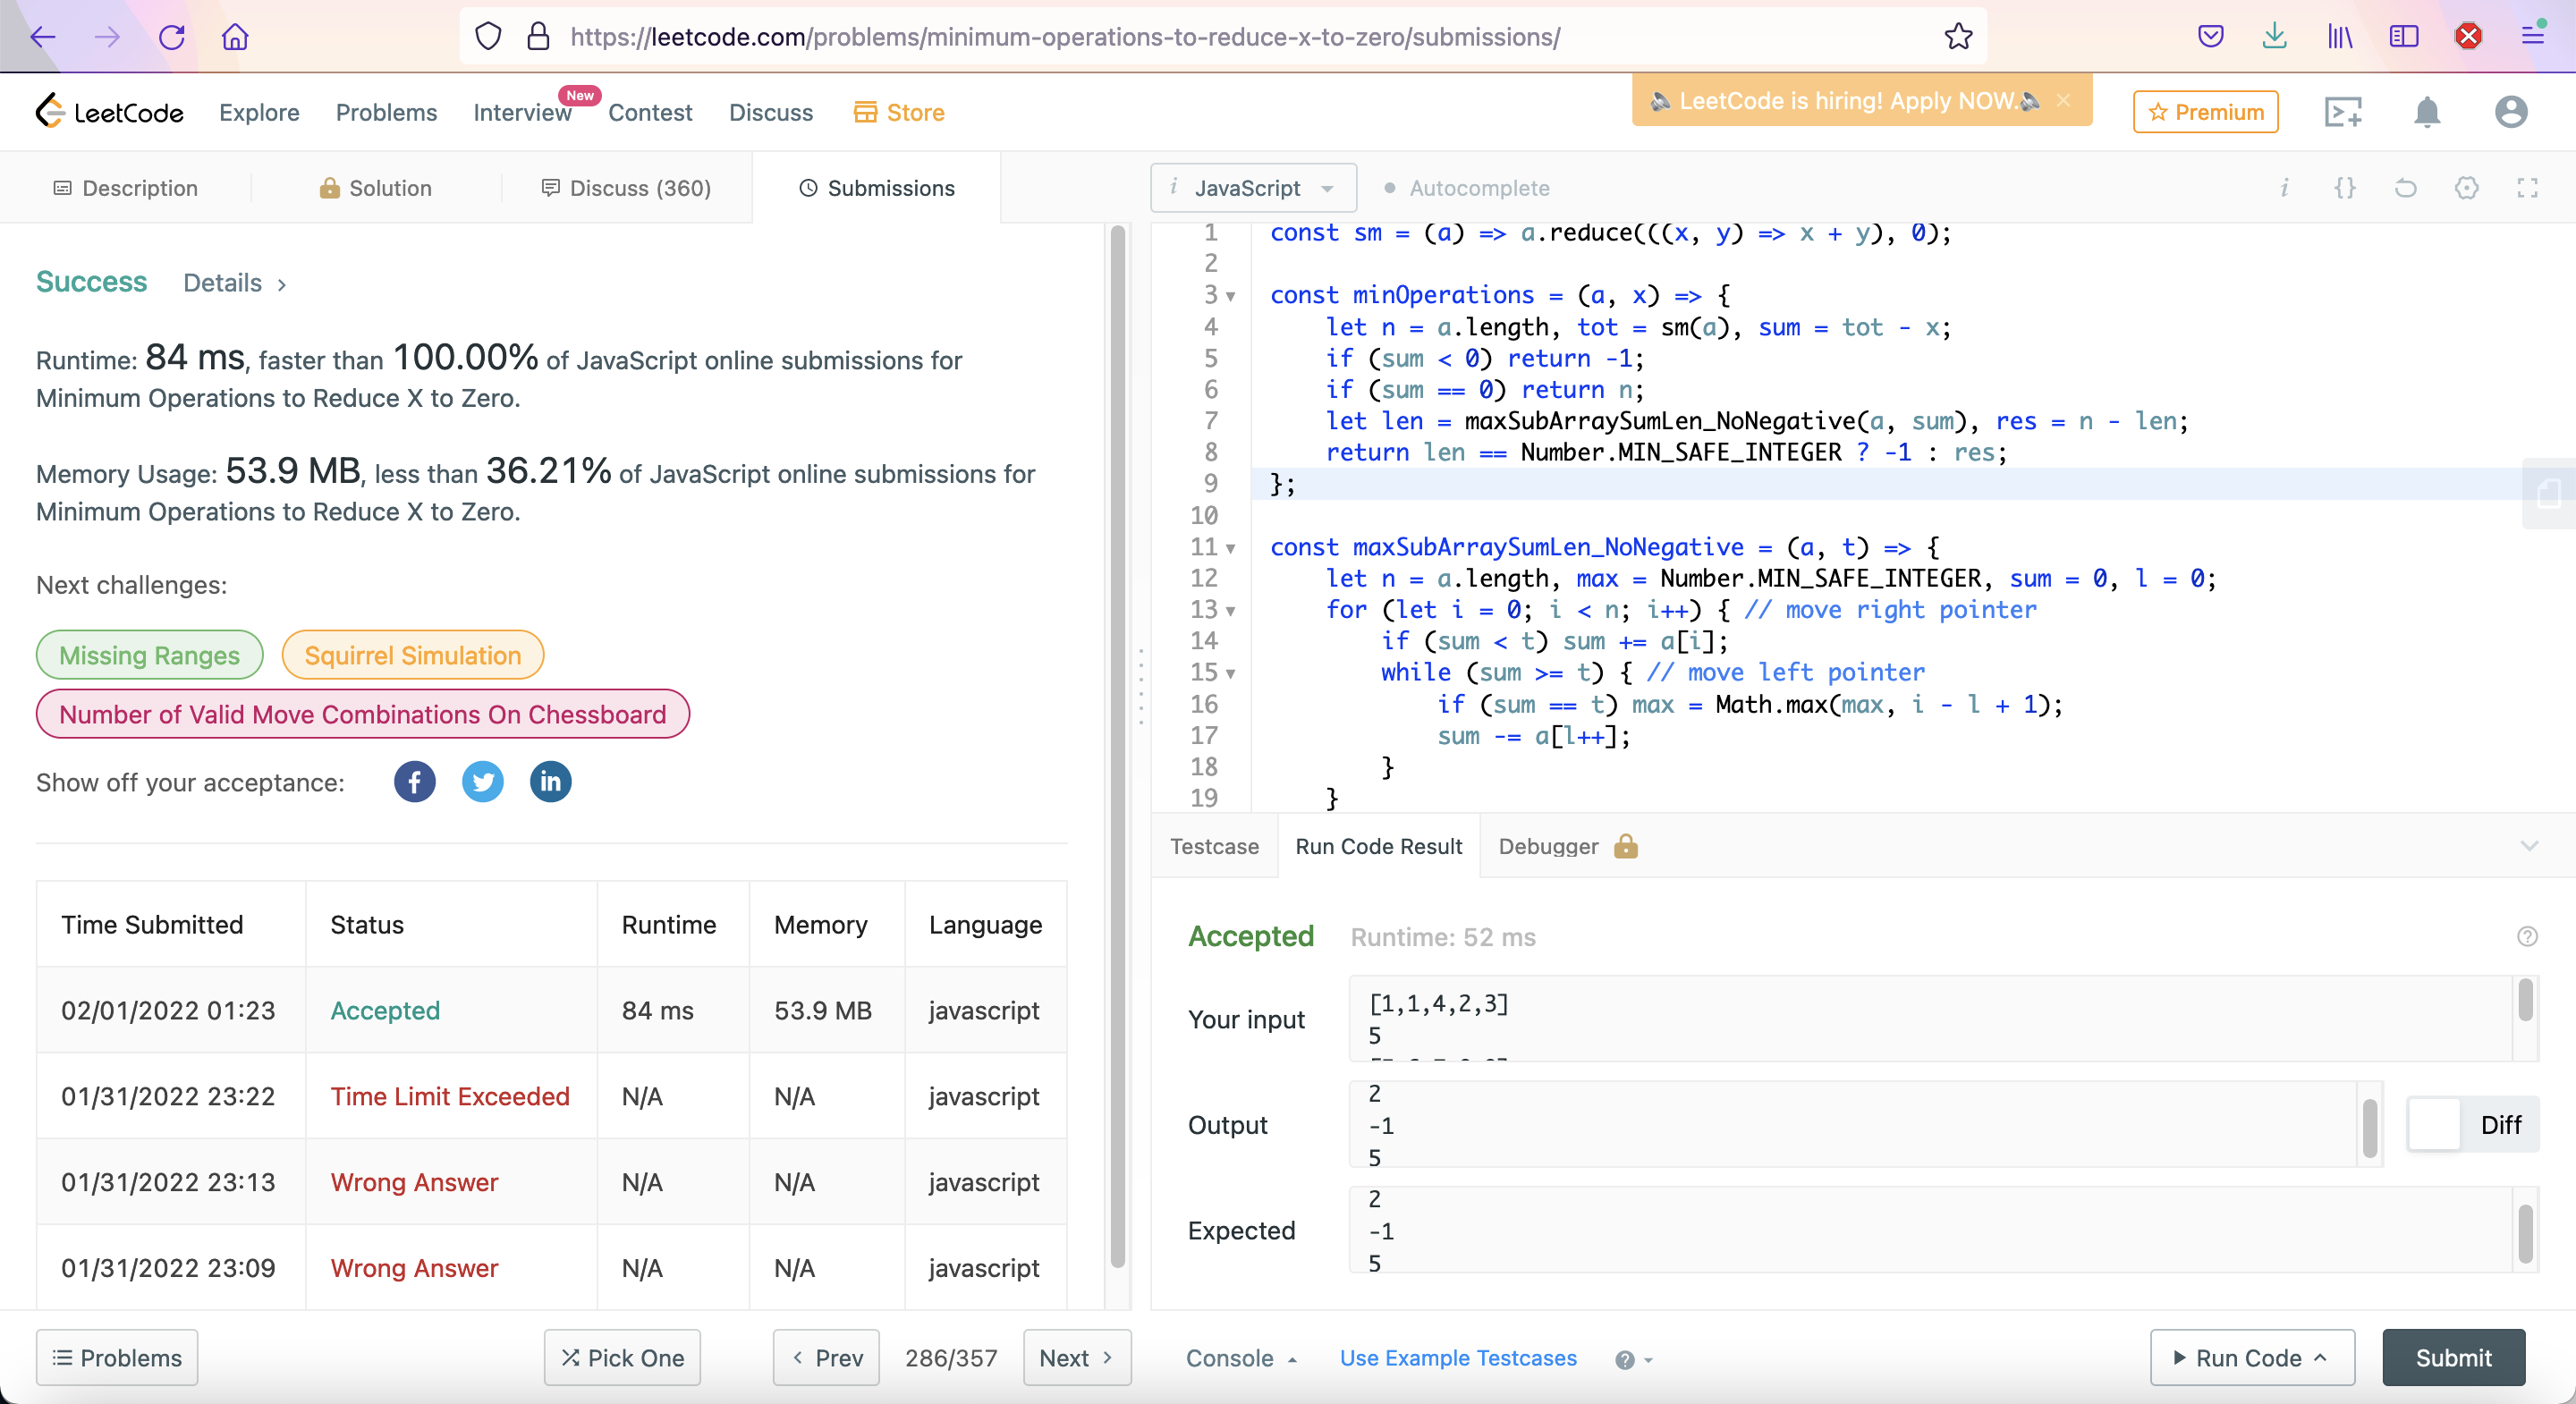 https://leetcode.com/problems/minimum-operations-to-reduce-x-to-zero/submissions/
LeetCode Explore Problems Interview New Contest Discuss Store LeetCode is hiring! Apply NOW. × Premium
Description Solution Discuss (360) Submissions
Success Details >
Runtime: 84 ms, faster than 100.00% of JavaScript online submissions for
Minimum Operations to Reduce X to Zero.
Memory Usage: 53.9 MB, less than 36.21% of JavaScript online submissions for
Minimum Operations to Reduce X to Zero.
Next challenges:
Missing Ranges Squirrel Simulation
Number of Valid Move Combinations On Chessboard
Show off your acceptance:
Time Submitted Status Runtime Memory Language
02/01/2022 01:23 Accepted 84 ms 53.9 MB javascript
01/31/2022 23:22 Time Limit Exceeded N/A N/A javascript
01/31/2022 23:13 Wrong Answer N/A N/A javascript
01/31/2022 23:09 Wrong Answer N/A N/A javascript
Problems Pick One < Prev 286/357 Next >
i JavaScript Autocomplete i {}
1 const sm = (a) => a.reduce(((x, y) => x + y), 0);
2
3 const minOperations = (a, x) => {
4 let n = a.length, tot = sm(a), sum = tot - x;
5 if (sum < 0) return -1;
6 if (sum == 0) return n;
7 let len = maxSubArraySumLen_NoNegative(a, sum), res = n - len;
8 return len == Number.MIN_SAFE_INTEGER ? -1 : res;
9 };
10
11 const maxSubArraySumLen_NoNegative = (a, t) => {
12 let n = a.length, max = Number.MIN_SAFE_INTEGER, sum = 0, l = 0;
13 for (let i = 0; i < n; i++) { // move right pointer
14 if (sum < t) sum += a[i];
15 while (sum >= t) { // move left pointer
16 if (sum == t) max = Math.max(max, i - l + 1);
17 sum -= a[l++];
18 }
19 }
Testcase Run Code Result Debugger
Accepted Runtime: 52 ms
Your input
[1,1,4,2,3]
5
Output
2
-1
5
Diff
Expected
2
-1
5
Console Use Example Testcases Run Code Submit